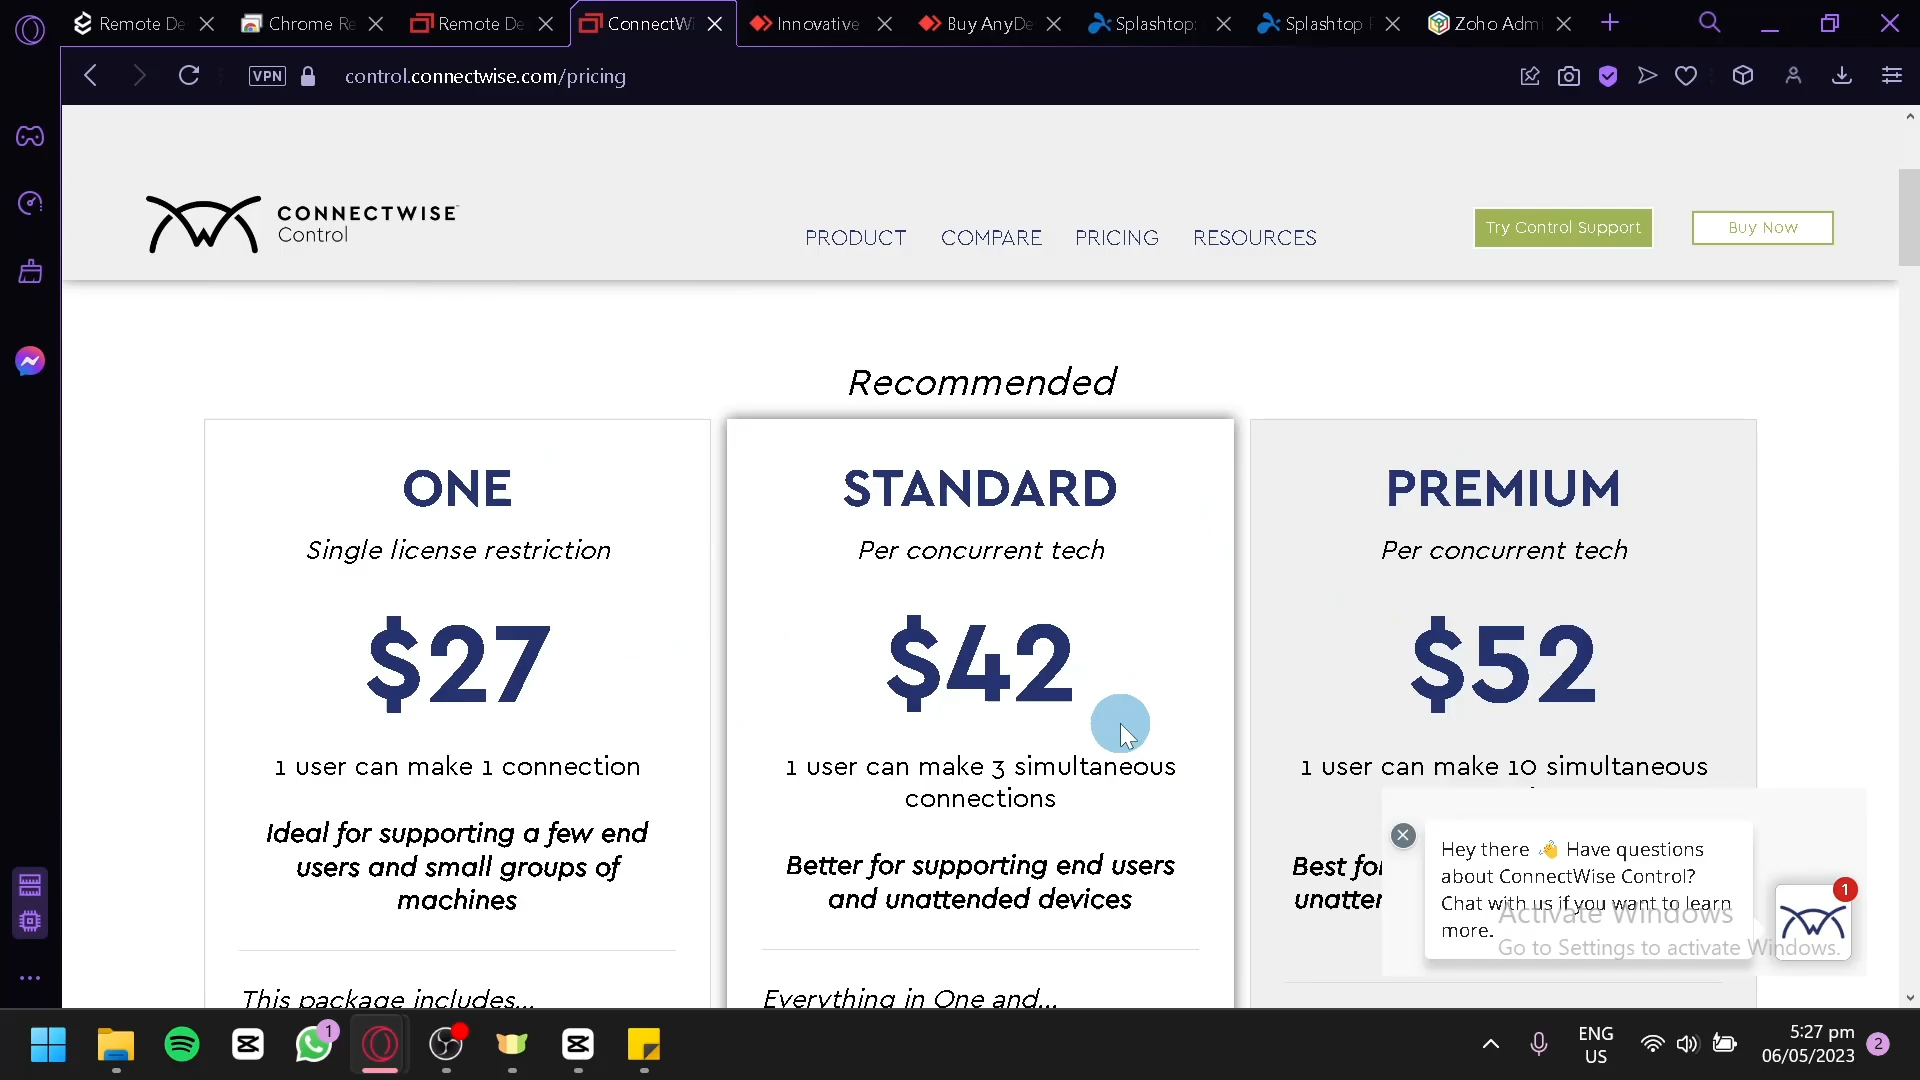 Remote De
Chrome Re
Remote De
ConnectWi
Innovative
Buy AnyDe
Splashtop:
Splashtop
Zoho Admi
VPN
control.connectwise.com/pricing
CONNECTWISE
Control
PRODUCT
COMPARE
PRICING
RESOURCES
Try Control Support
Buy Now
Recommended
ONE
Single license restriction
$27
1 user can make 1 connection
Ideal for supporting a few end
users and small groups of
machines
This package includes...
STANDARD
Per concurrent tech
$42
1 user can make 3 simultaneous
connections
Better for supporting end users
and unattended devices
Everything in One and...
PREMIUM
Per concurrent tech
$52
1 user can make 10 simultaneous
Best for
unatten
Hey there 👋 Have questions
about ConnectWise Control?
Chat with us if you want to learn
more.
1
Activate Windows
Go to Settings to activate Windows.
1
ENG
US
5:27 pm
06/05/2023
2